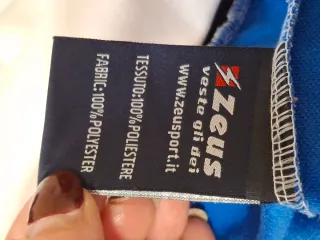 Zeus
veste gli dei
www.zeusport.it
TESSUTO:100%POLIESTERE
FABRIC:100%POLYESTER